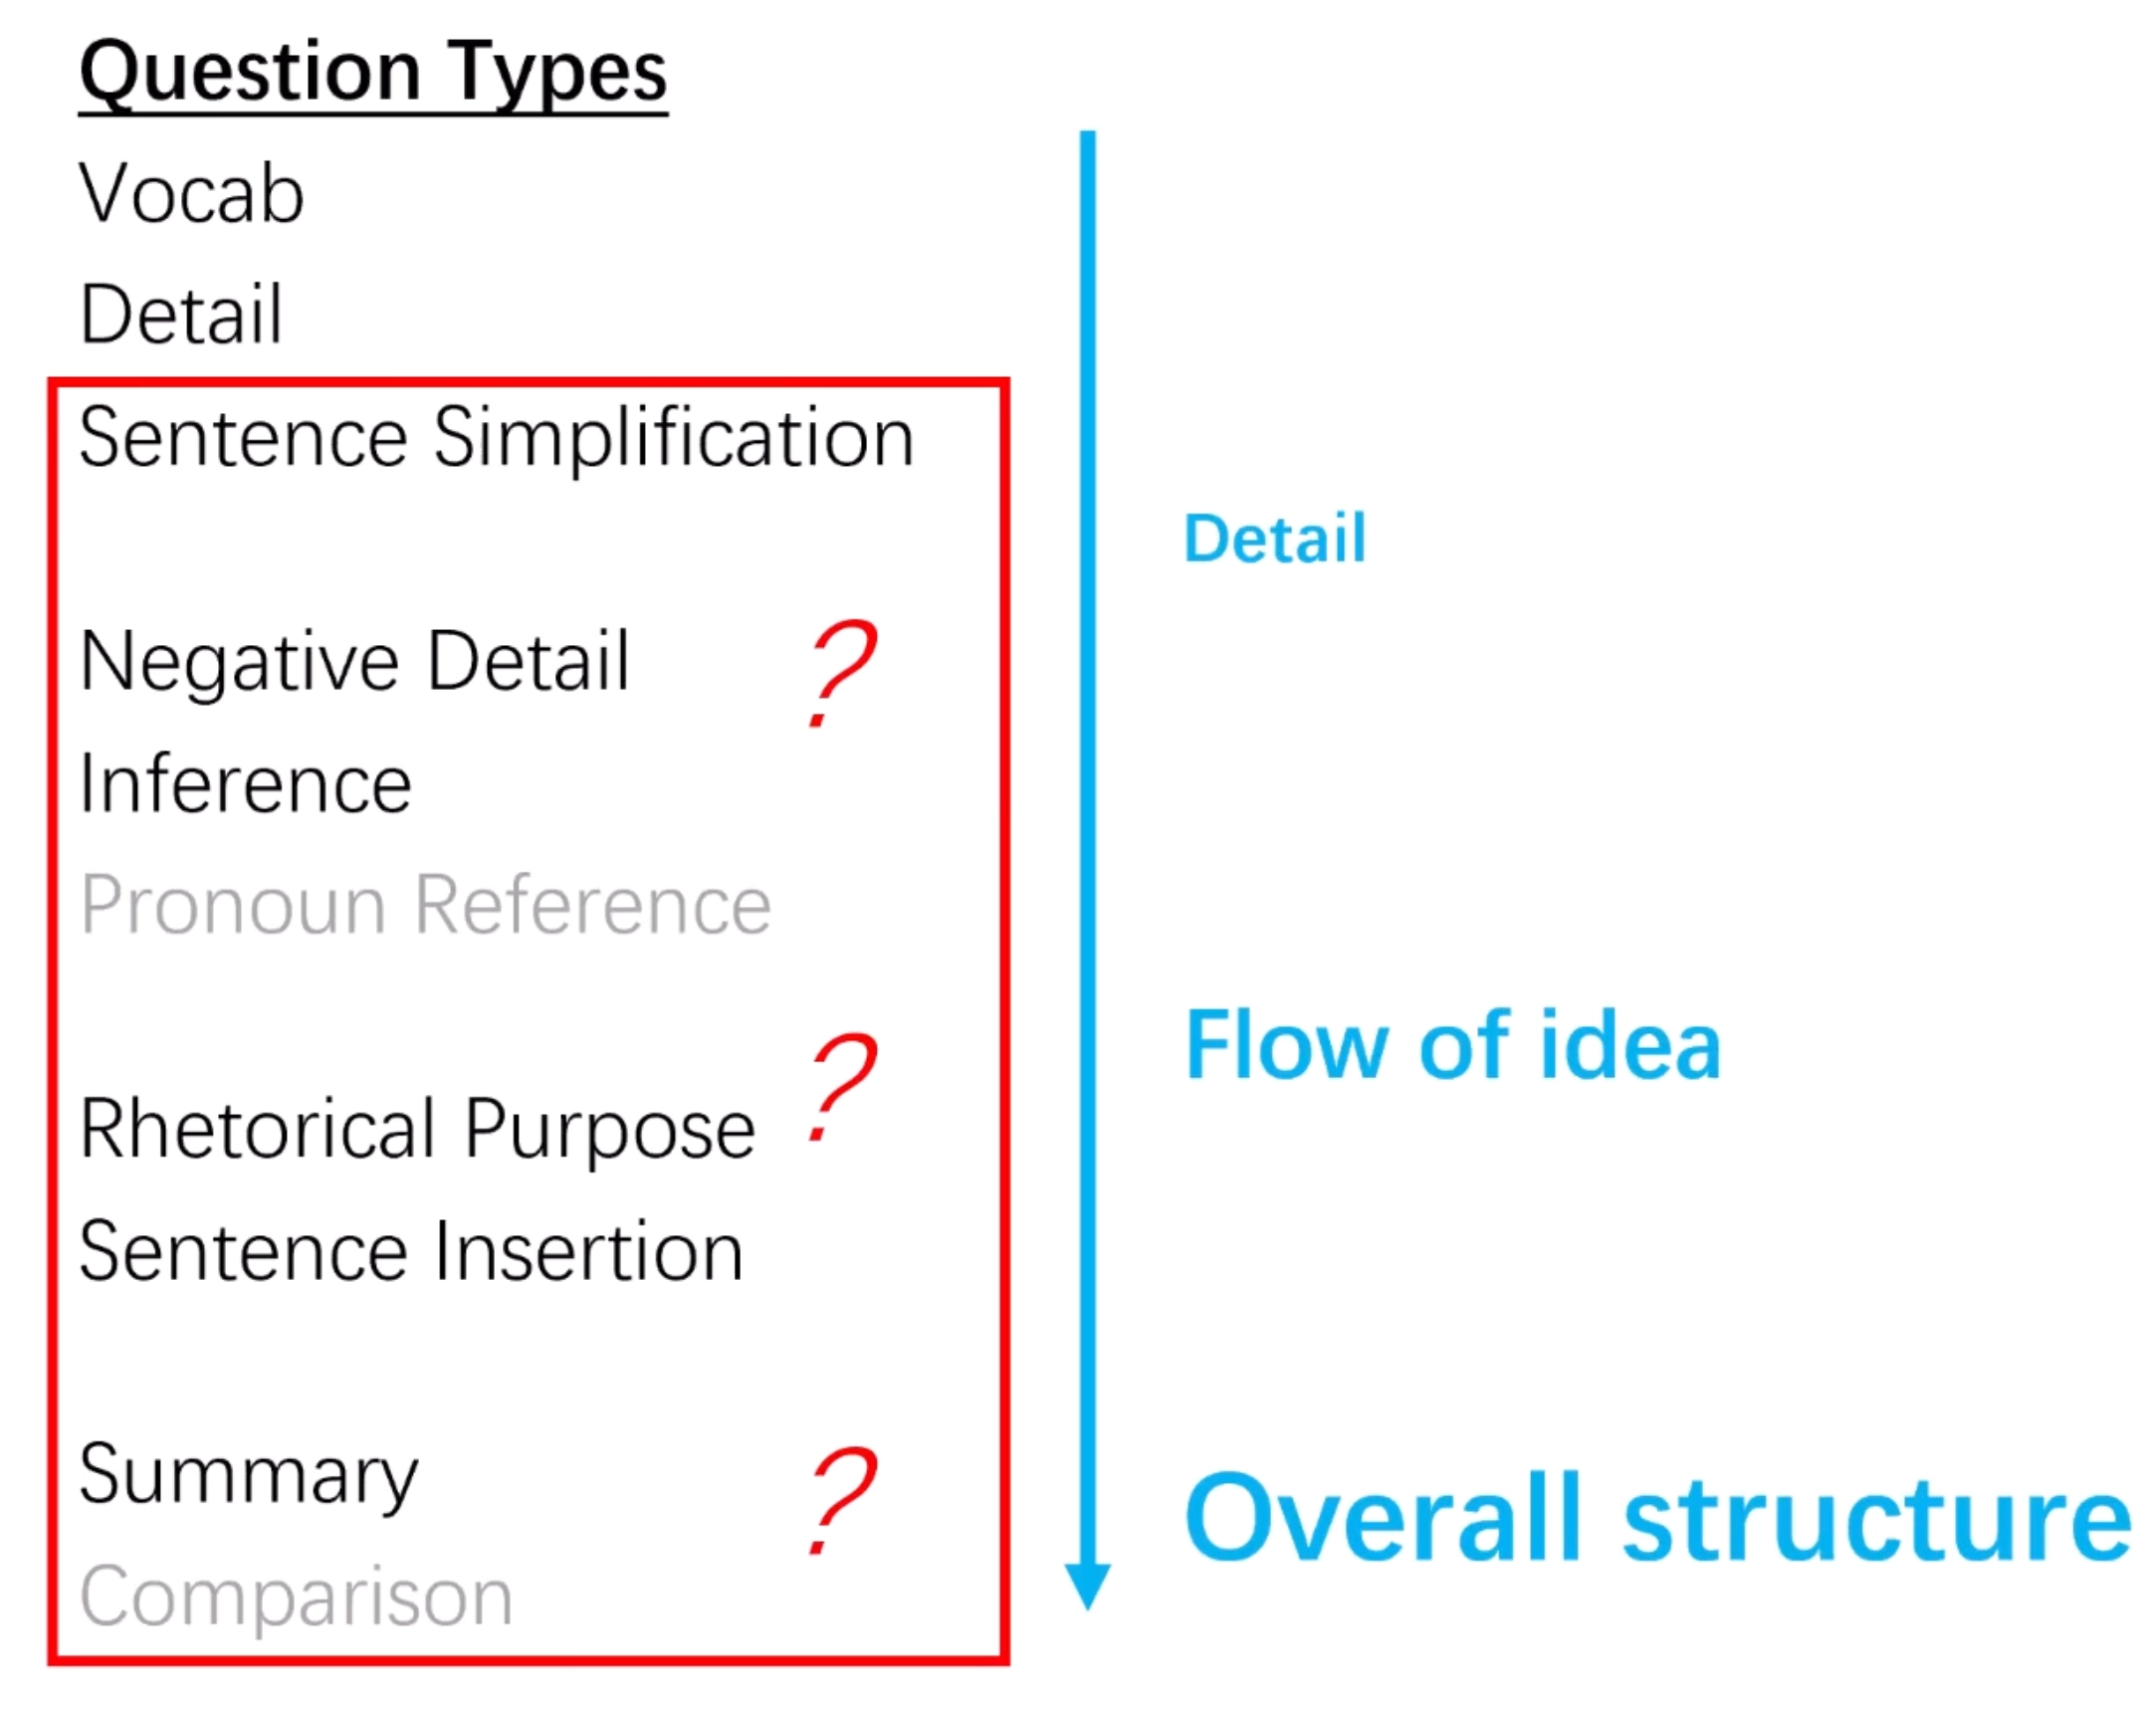 Question Types
Vocab
Detail
Sentence Simplification
Detail
Negative Detail ?
Inference
Pronoun Reference
Flow of idea
Rhetorical Purpose ?
Sentence Insertion
Summary ?
Overall structure
Comparison